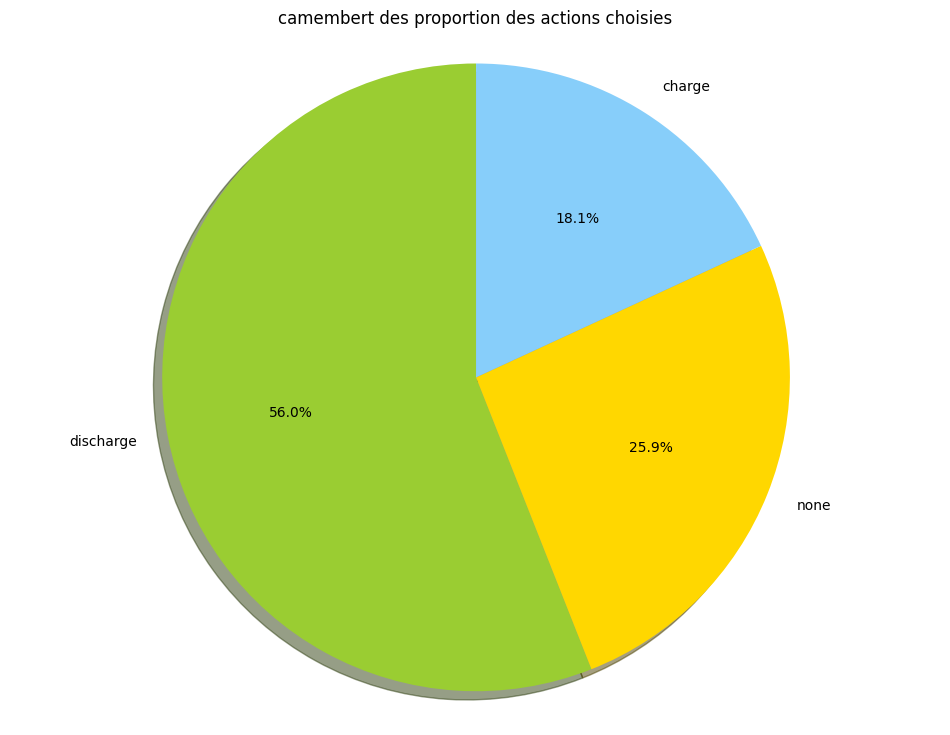 camembert des proportion des actions choisies
charge
18.1%
56.0%
discharge
25.9%
none